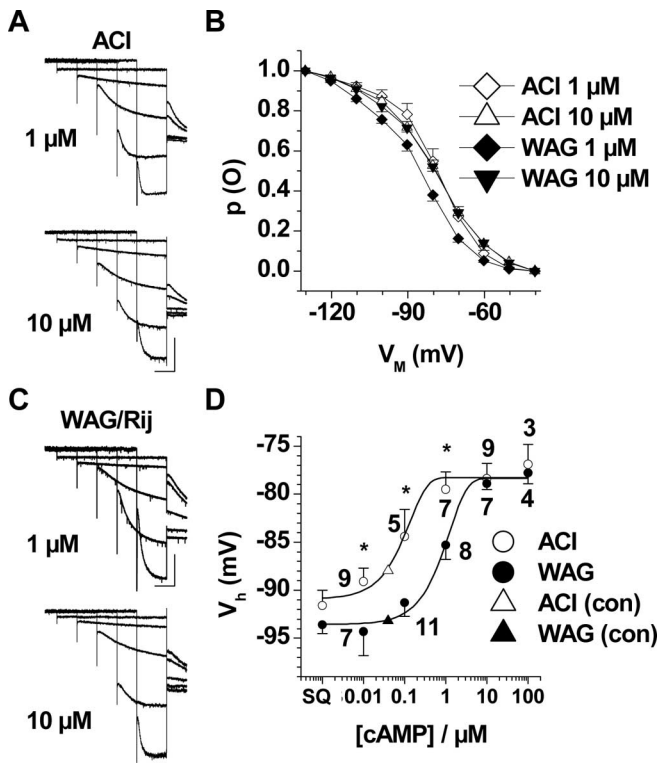 A
ACI
1 µM
10 µM
B
1.0
0.8
0.6
0.4
0.2
0.0
p (O)
-120
-90
-60
V_M (mV)
ACI 1 µM
ACI 10 µM
WAG 1 µM
WAG 10 µM
C
WAG/Rij
1 µM
10 µM
D
-75
-80
-85
-90
-95
V_h (mV)
3
9
*
*
7
7
4
5
*
8
9
7
11
ACI
WAG
ACI (con)
WAG (con)
SQ
0.01
0.1
1
10
100
[cAMP] / µM